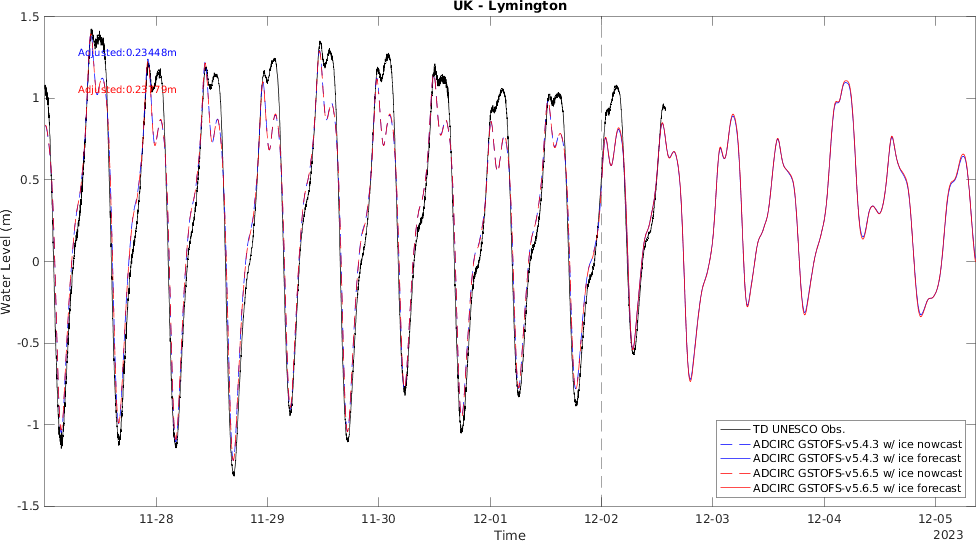 UK - Lymington
1.5
1
0.5
0
-0.5
-1
-1.5
Water Level (m)
Adjusted:0.23448m
Adjusted:0.23179m
TD UNESCO Obs.
ADCIRC GSTOFS-v5.4.3 w/ ice nowcast
ADCIRC GSTOFS-v5.4.3 w/ ice forecast
ADCIRC GSTOFS-v5.6.5 w/ ice nowcast
ADCIRC GSTOFS-v5.6.5 w/ ice forecast
11-28 11-29 11-30 12-01 12-02 12-03 12-04 12-05
Time
2023